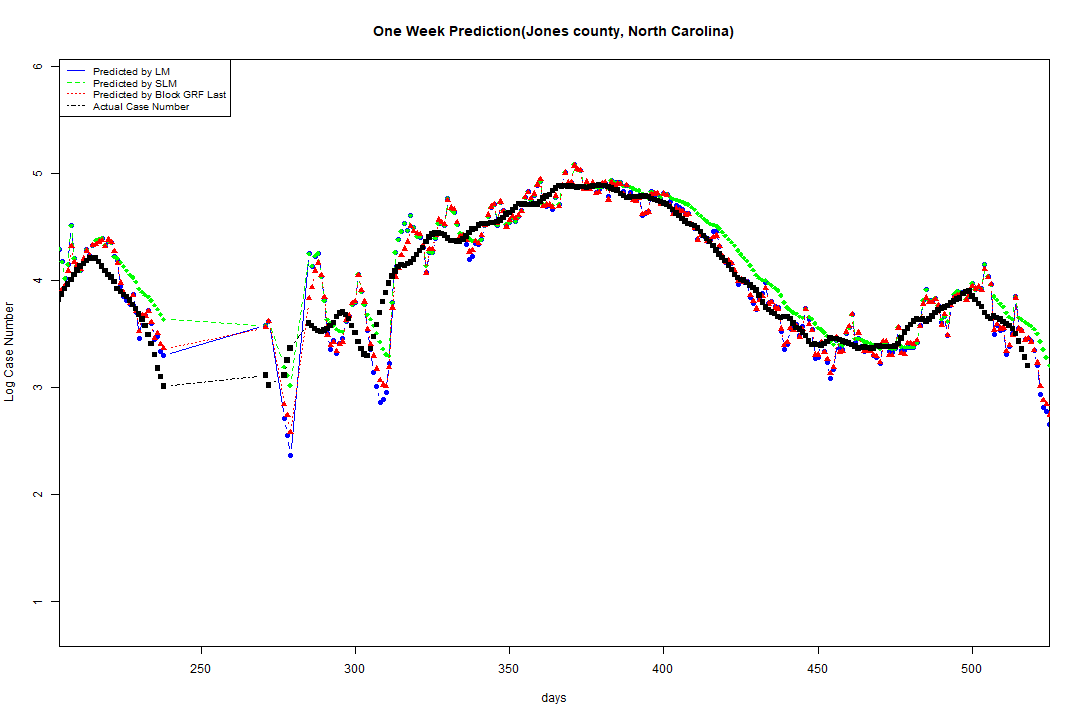 One Week Prediction(Jones county, North Carolina)
Predicted by LM
Predicted by SLM
Predicted by Block GRF Last
Actual Case Number
6
5
4
3
2
1
Log Case Number
250
300
350
400
450
500
days